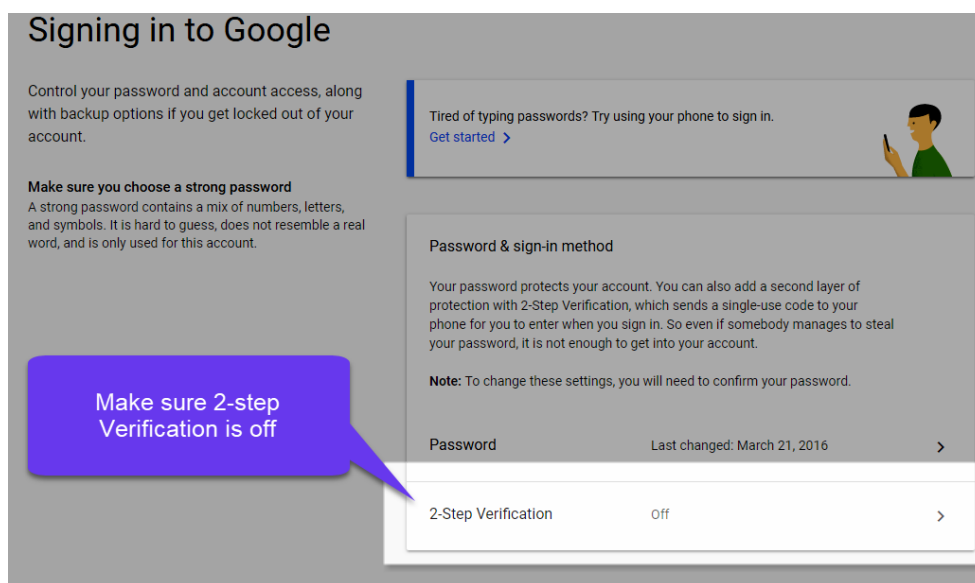 Signing in to Google
Control your password and account access, along
with backup options if you get locked out of your
account.
Make sure you choose a strong password
A strong password contains a mix of numbers, letters,
and symbols. It is hard to guess, does not resemble a real
word, and is only used for this account.
Tired of typing passwords? Try using your phone to sign in.
Get started
Password & sign-in method
Your password protects your account. You can also add a second layer of
protection with 2-Step Verification, which sends a single-use code to your
phone for you to enter when you sign in. So even if somebody manages to steal
your password, it is not enough to get into your account.
Note: To change these settings, you will need to confirm your password.
Make sure 2-step
Verification is off
Password Last changed: March 21, 2016
2-Step Verification Off